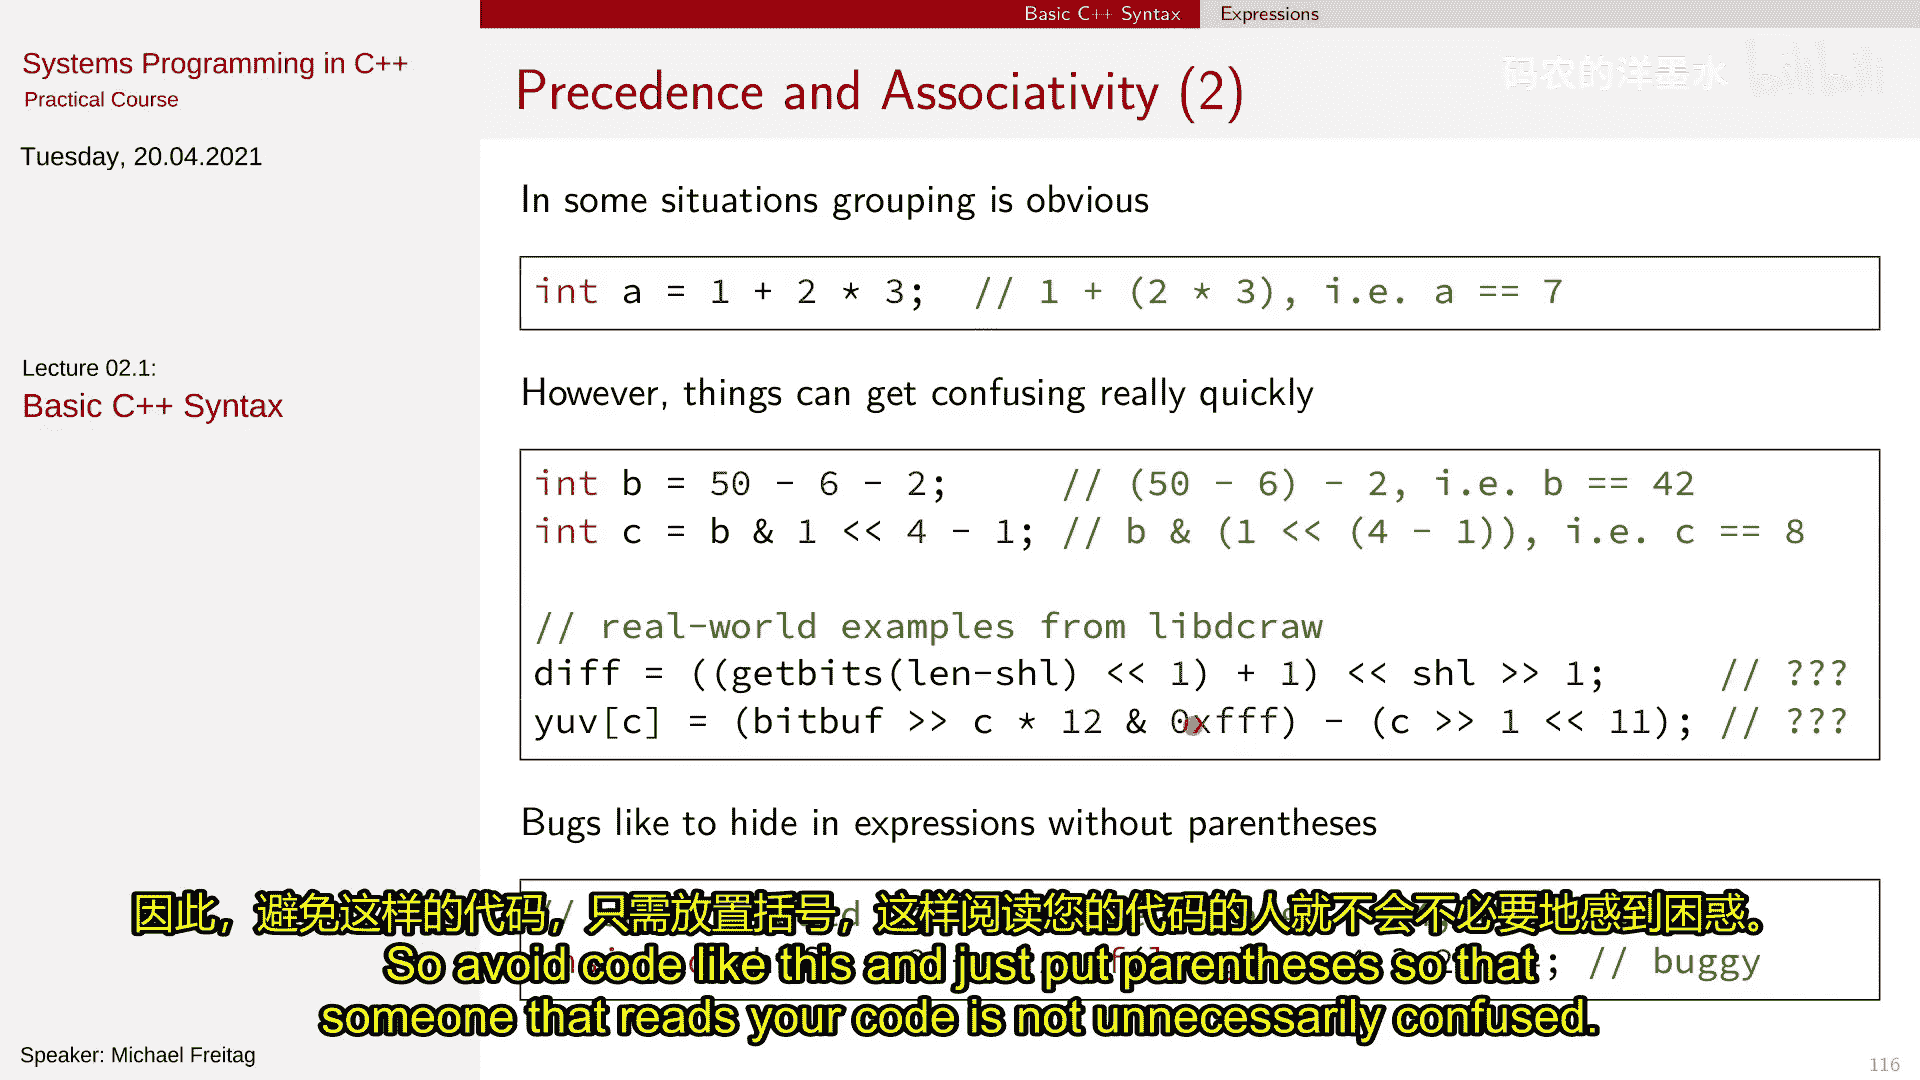 Basic C++ Syntax Expressions
Systems Programming in C++
Practical Course
Tuesday, 20.04.2021
Lecture 02.1:
Basic C++ Syntax
码农的洋墨水 bilibili
Precedence and Associativity (2)
In some situations grouping is obvious
int a = 1 + 2 * 3;  // 1 + (2 * 3), i.e. a == 7
However, things can get confusing really quickly
int b = 50 - 6 - 2;     // (50 - 6) - 2, i.e. b == 42
int c = b & 1 << 4 - 1; // b & (1 << (4 - 1)), i.e. c == 8
// real-world examples from libdcraw
diff = ((getbits(len-shl) << 1) + 1) << shl >> 1;     // ???
yuv[c] = (bitbuf >> c * 12 & 0xfff) - (c >> 1 << 11); // ???
Bugs like to hide in expressions without parentheses
; // buggy
因此，避免这样的代码，只需放置括号，这样阅读您的代码的人就不会不必要地感到困惑。
So avoid code like this and just put parentheses so that
someone that reads your code is not unnecessarily confused.
Speaker: Michael Freitag
116